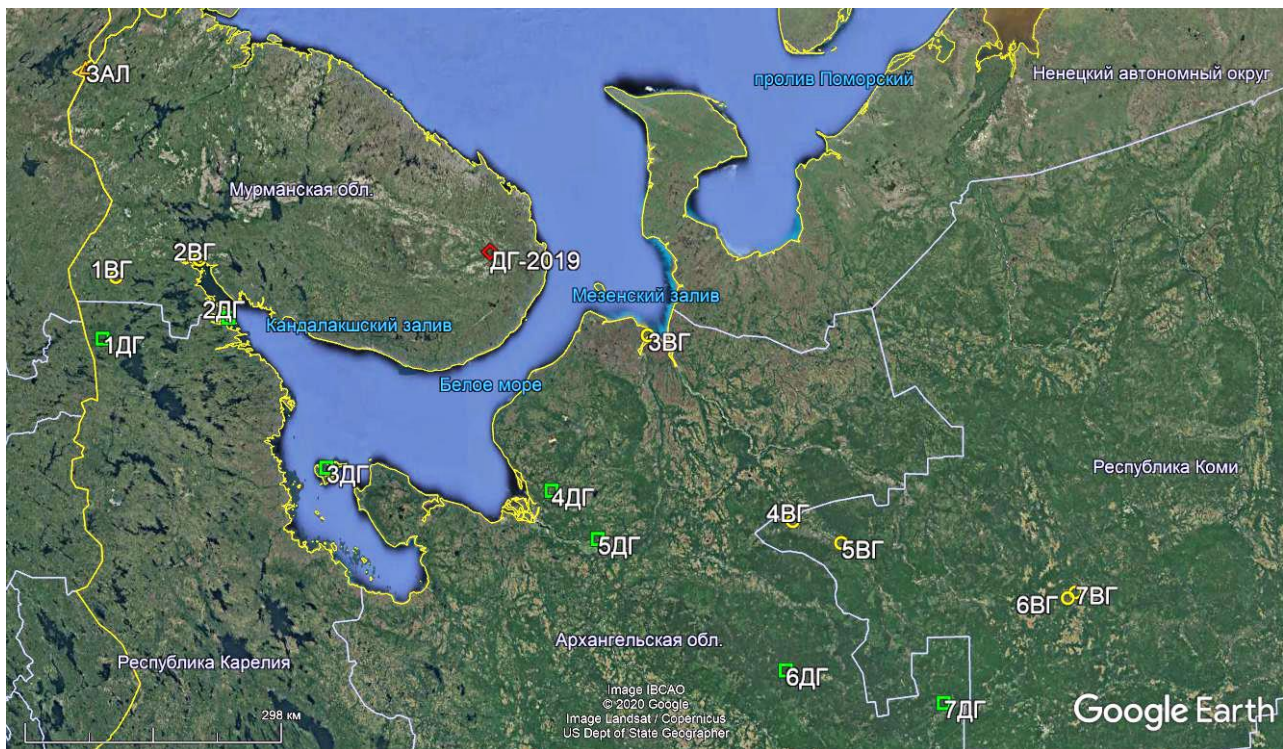 ЗАЛ
пролив Поморский
Ненецкий автономный округ
Мурманская обл.
ДГ-2019
2ВГ
1ВГ
Мезенский залив
2ДГ
Кандалакшский залив
1ДГ
3ВГ
Белое море
3ДГ
Республика Коми
4ДГ
4ВГ
5ДГ
5ВГ
6ВГ
7ВГ
Архангельская обл.
Республика Карелия
6ДГ
7ДГ
298 км
Image IBCAO
© 2020 Google
Image Landsat / Copernicus
US Dept of State Geographer
Google Earth